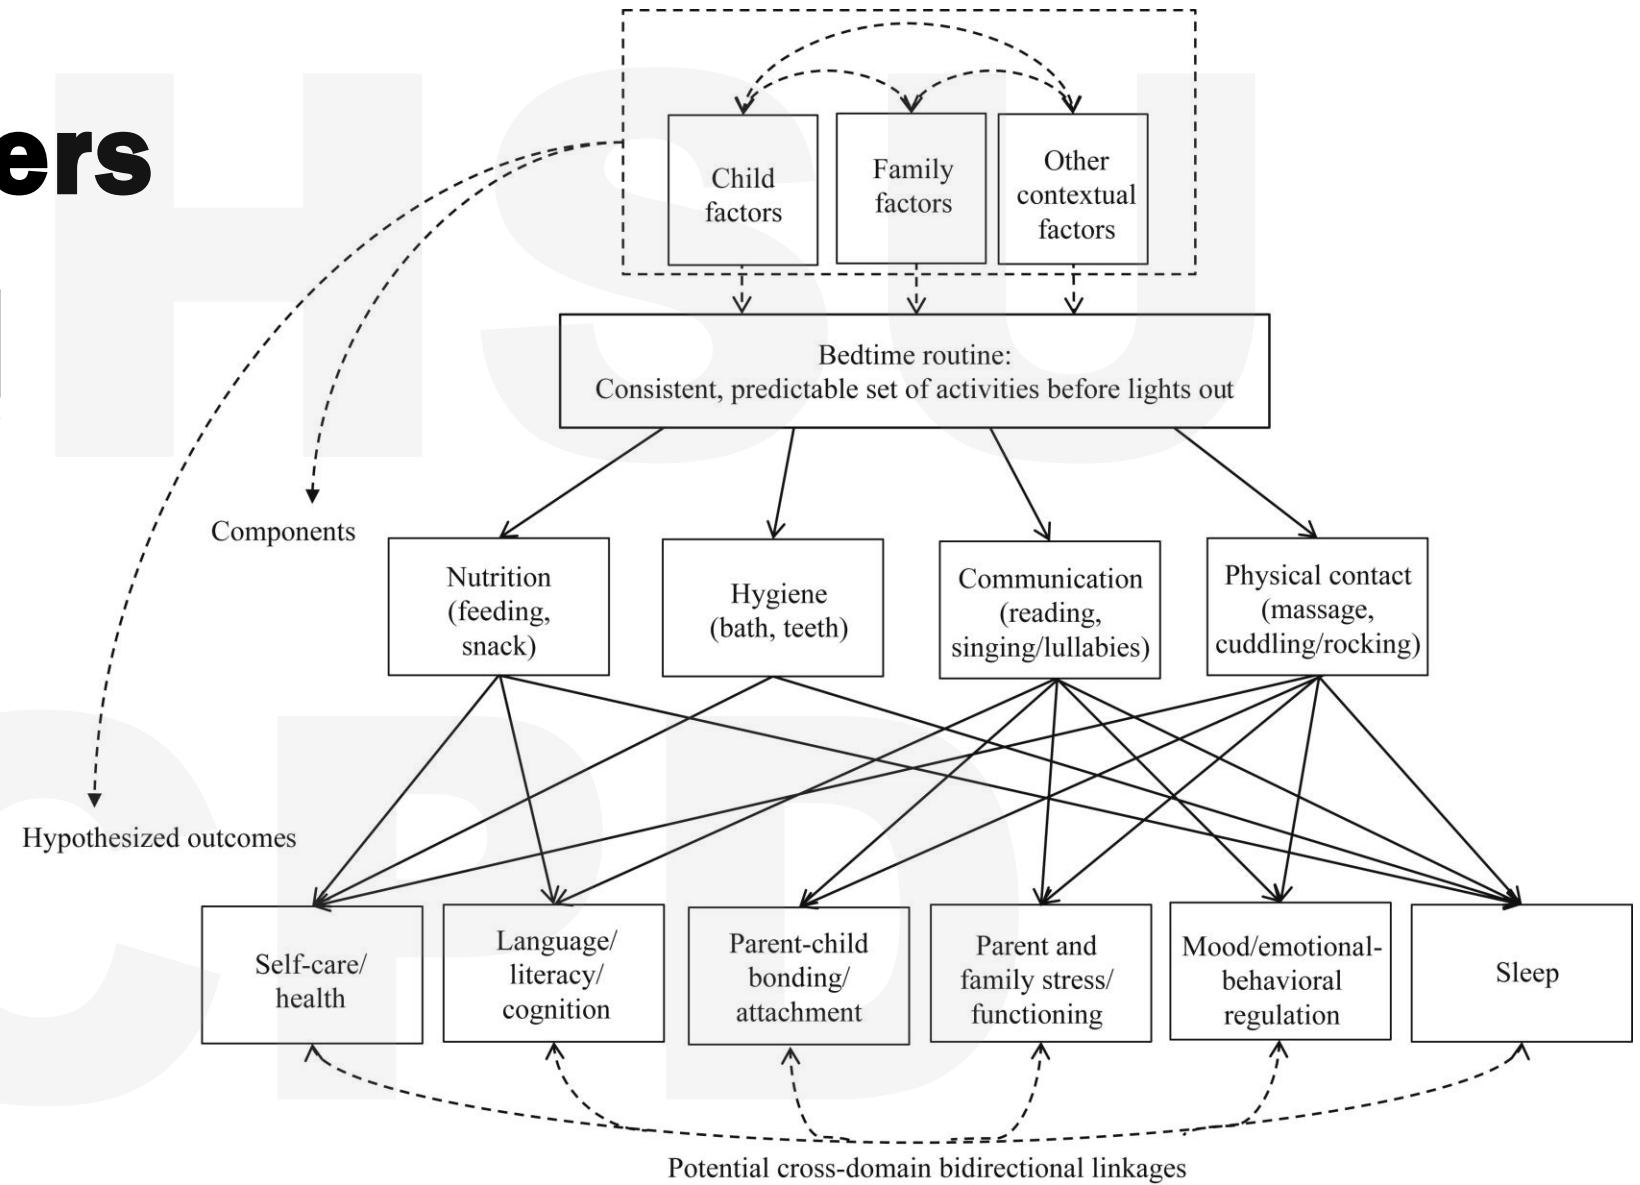 ers
HSU
CPD
Child
factors
Family
factors
Other
contextual
factors
Bedtime routine:
Consistent, predictable set of activities before lights out
Components
Nutrition
(feeding,
snack)
Hygiene
(bath, teeth)
Communication
(reading,
singing/lullabies)
Physical contact
(massage,
cuddling/rocking)
Hypothesized outcomes
Self-care/
health
Language/
literacy/
cognition
Parent-child
bonding/
attachment
Parent and
family stress/
functioning
Mood/emotional-
behavioral
regulation
Sleep
Potential cross-domain bidirectional linkages